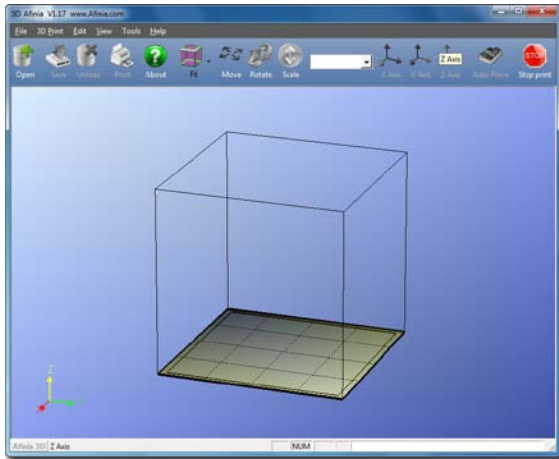 3D Afinia V1.17 www.Afinia.com
File 3D Print Edit View Tools Help
Open Save Unload Print About Fit Move Rotate Scale X Axis Y Axis Z Axis Auto Place Stop print
Z Axis
STOP
Z
Afinia 3D Z Axis NUM